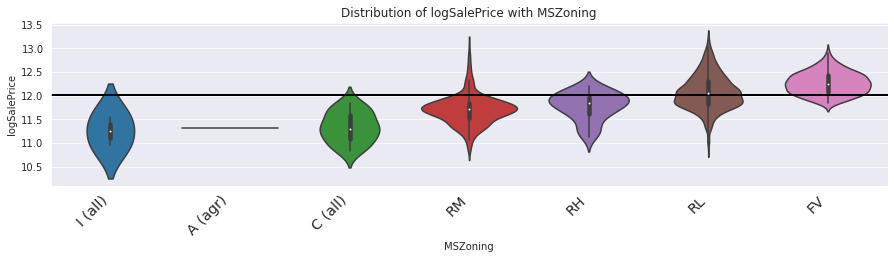 Distribution of logSalePrice with MSZoning
logSalePrice
13.5
13.0
12.5
12.0
11.5
11.0
10.5
I (all)
A (agr)
C (all)
RM
RH
RL
FV
MSZoning